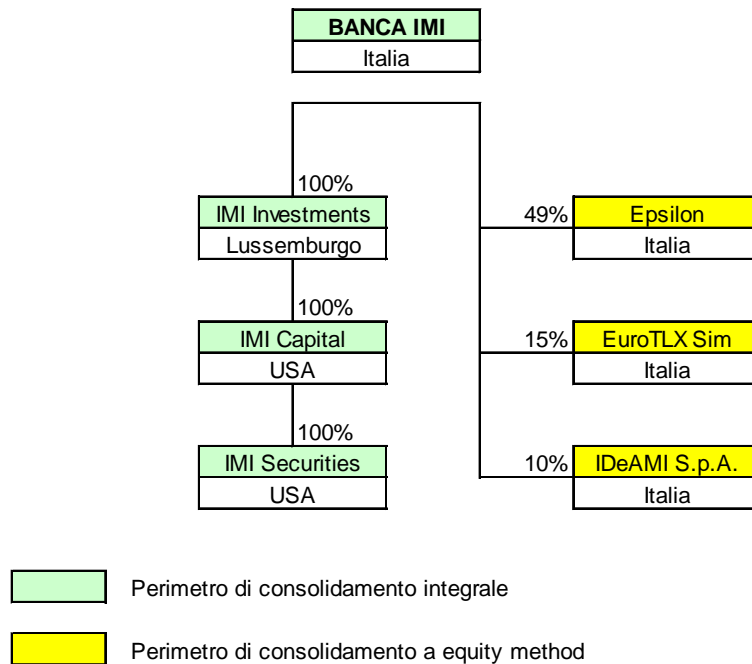 BANCA IMI
Italia
100%
IMI Investments
Lussemburgo
49%
Epsilon
Italia
100%
IMI Capital
USA
15%
EuroTLX Sim
Italia
100%
IMI Securities
USA
10%
IDeAMI S.p.A.
Italia
Perimetro di consolidamento integrale
Perimetro di consolidamento a equity method